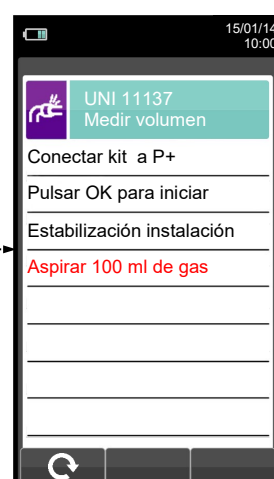 15/01/14
10:00
UNI 11137
Medir volumen
Conectar kit a P+
Pulsar OK para iniciar
Estabilización instalación
Aspirar 100 ml de gas